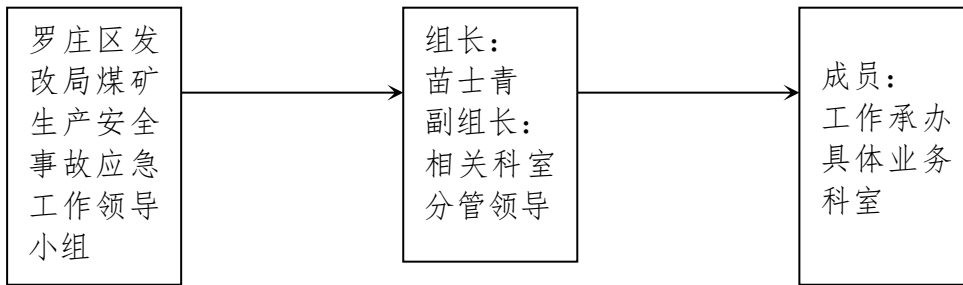 罗庄区发
改局煤矿
生产安全
事故应急
工作领导
小组
组长：
苗士青
副组长：
相关科室
分管领导
成员：
工作承办
具体业务
科室